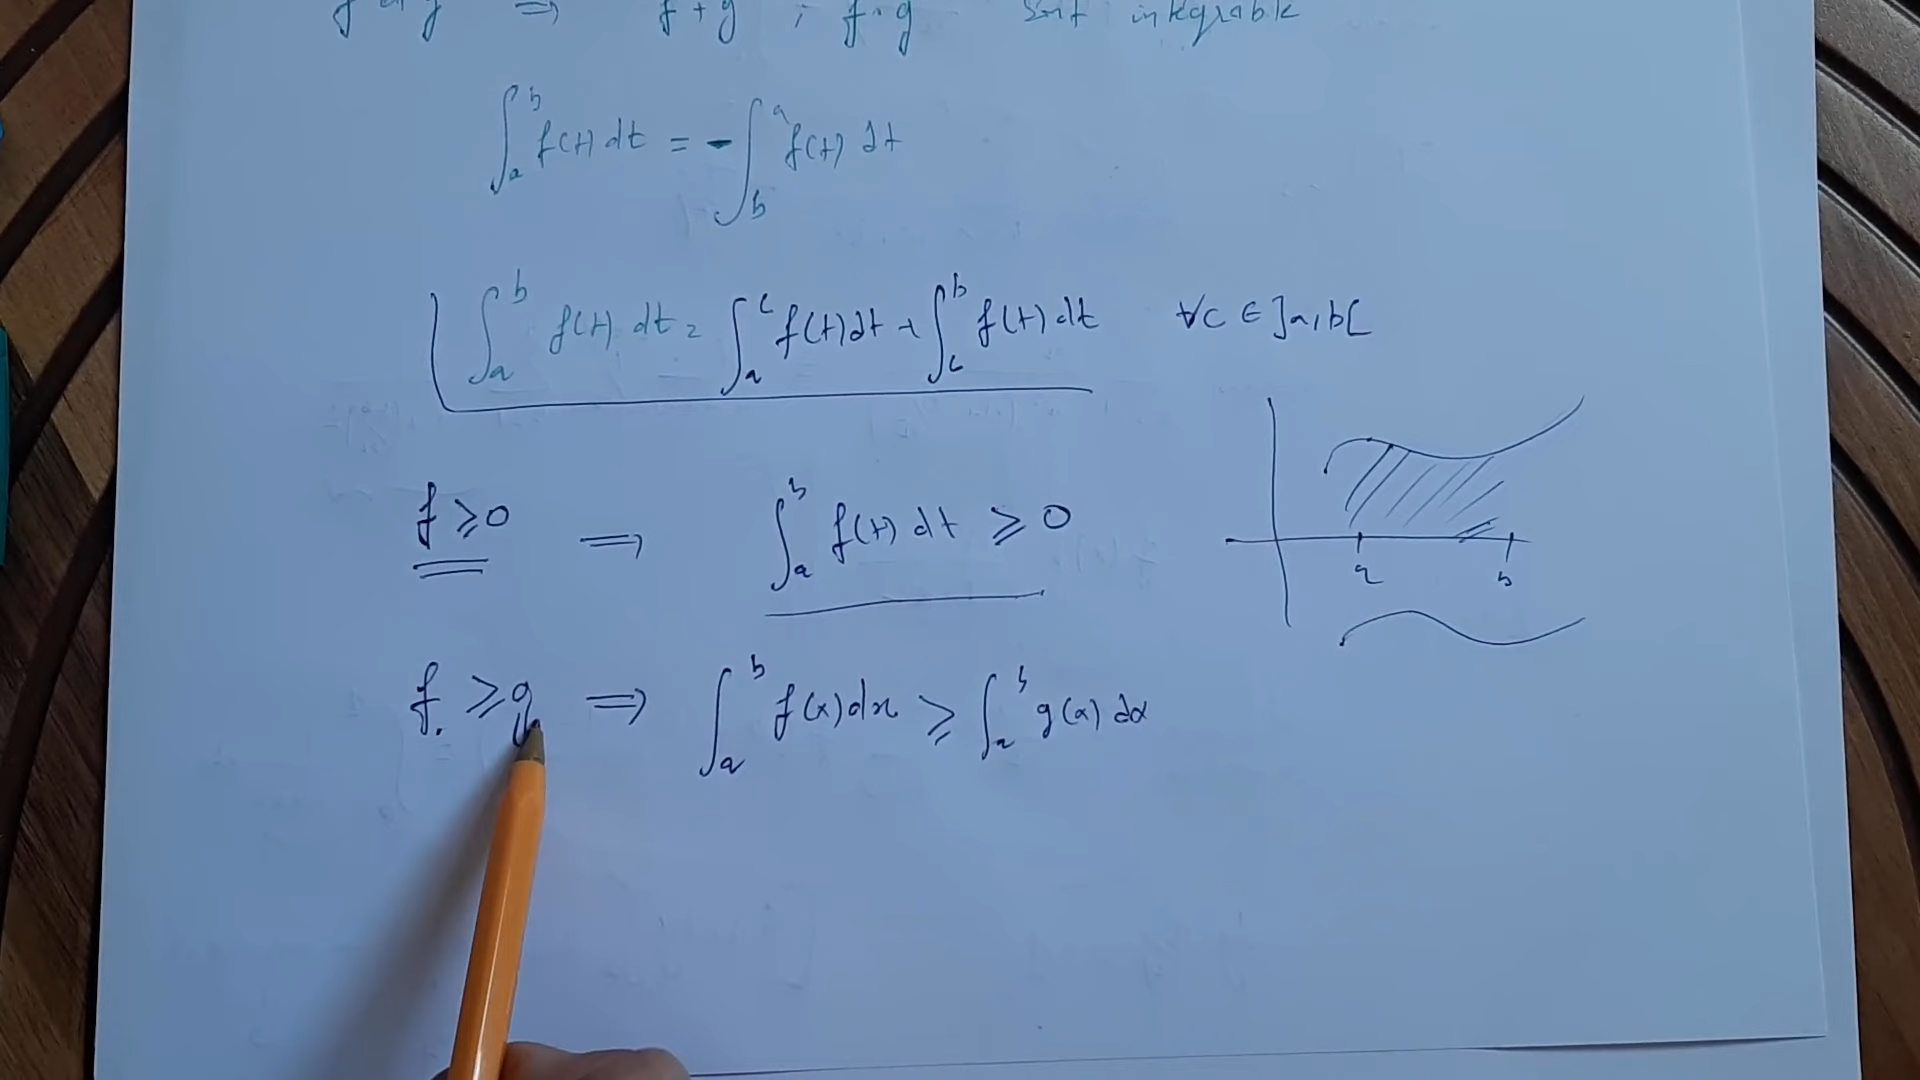 f et g ⟹ f + g ; f · g sont intégrable
∫_a^b f(t) dt = - ∫_b^a f(t) dt
∫_a^b f(t) dt = ∫_a^c f(t) dt + ∫_c^b f(t) dt ∀c ∈ ]a,b[
f ⩾ 0 ⟹ ∫_a^b f(t) dt ⩾ 0
a b
f ⩾ g ⟹ ∫_a^b f(x) dx ⩾ ∫_a^b g(x) dx